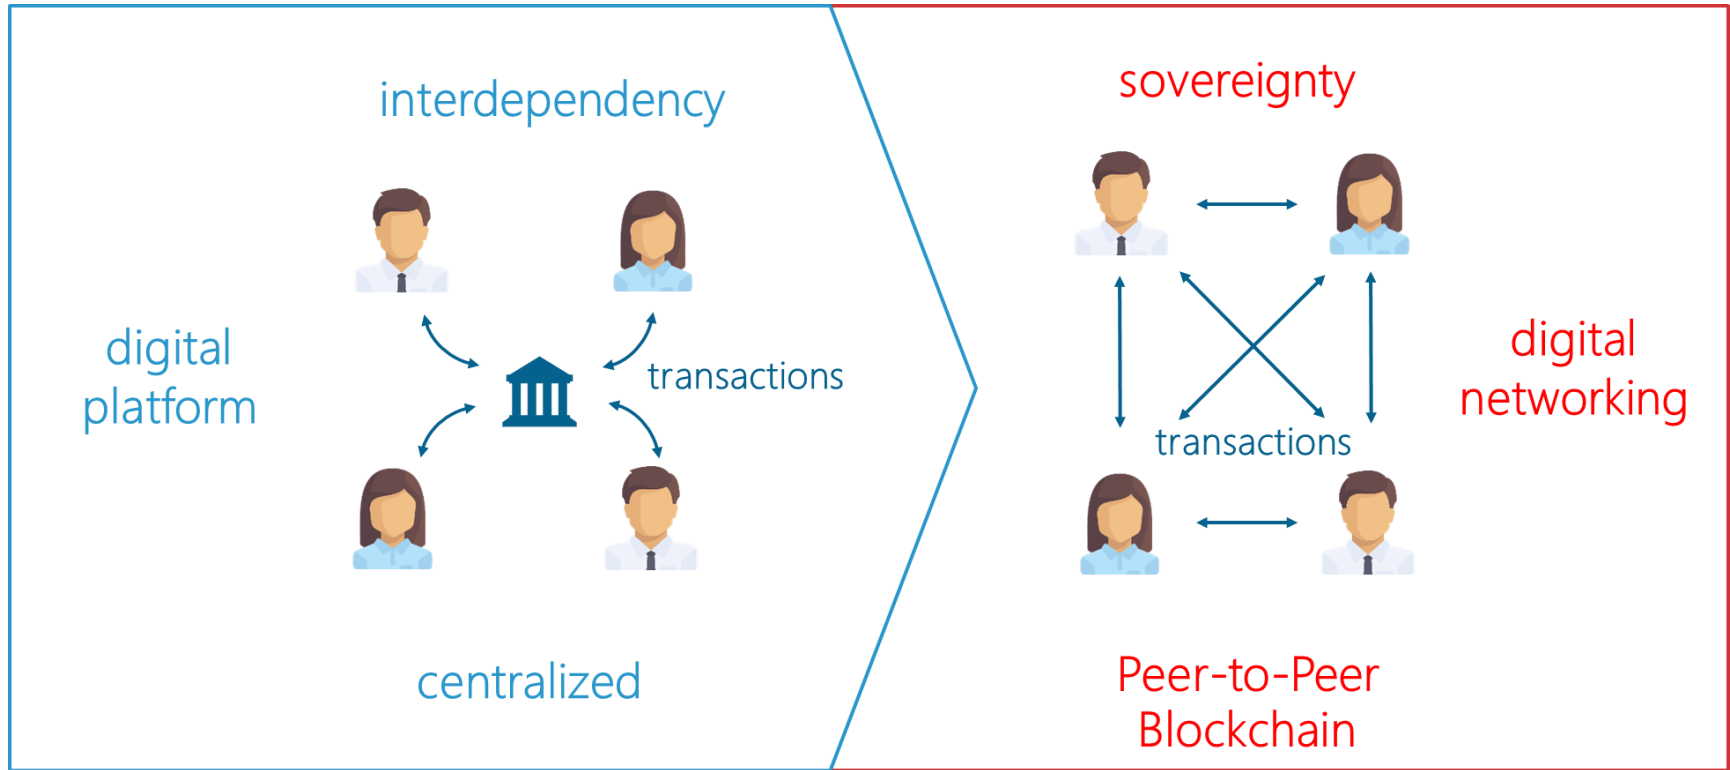 interdependency
digital
platform
transactions
centralized
sovereignty
digital
networking
transactions
Peer-to-Peer
Blockchain